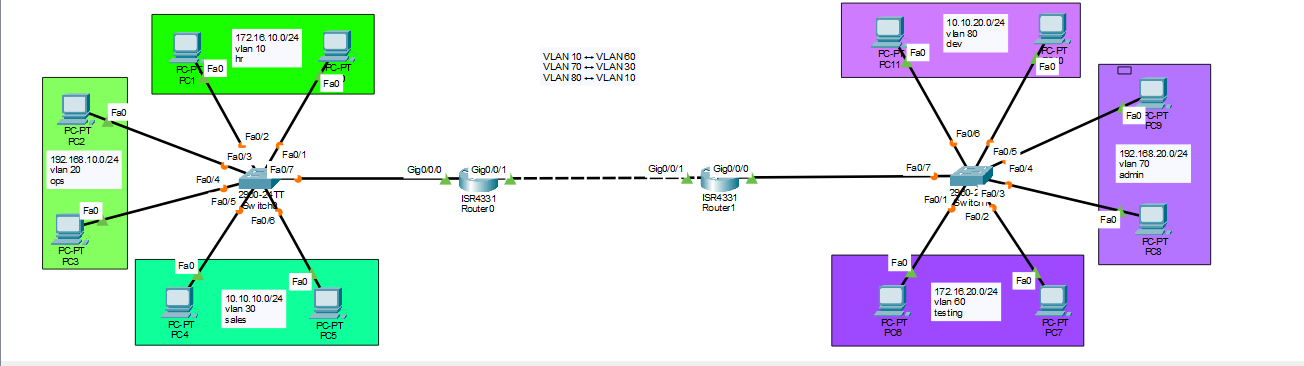 172.16.10.0/24
vlan 10
hr
PC-PT
PC1
Fa0
PC-PT
Fa0
VLAN 10 ↔ VLAN 60
VLAN 70 ↔ VLAN 30
VLAN 80 ↔ VLAN 10
10.10.20.0/24
vlan 80
dev
PC-PT
PC11
Fa0
Fa0
Fa0
PC-PT
PC2
192.168.10.0/24
vlan 20
ops
Fa0
PC-PT
PC3
Fa0/2
Fa0/1
Fa0/3
Fa0/7
Fa0/4
Fa0/5
Fa0/6
Gig0/0/0
Gig0/0/1
ISR4331
Router0
Gig0/0/1
Gig0/0/0
ISR4331
Router1
Fa0/6
Fa0/5
Fa0/7
Fa0/4
Fa0/3
Fa0/1
Fa0/2
Fa0
PC-PT
PC9
192.168.20.0/24
vlan 70
admin
Fa0
PC-PT
PC8
Fa0
PC-PT
PC4
10.10.10.0/24
vlan 30
sales
Fa0
PC-PT
PC5
Fa0
PC-PT
PC6
172.16.20.0/24
vlan 60
testing
Fa0
PC-PT
PC7